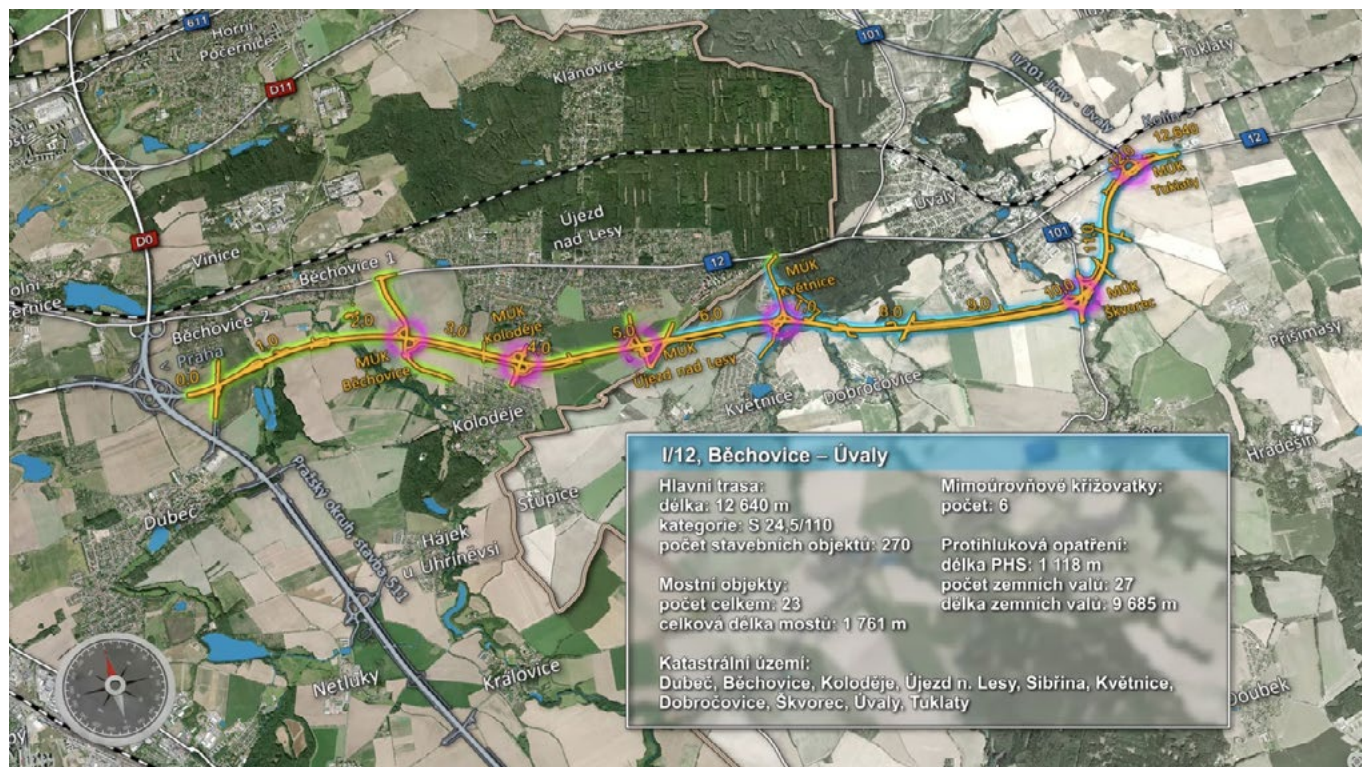 611
Horní
Počernice
D11
Klánovice
101
Tuklaty
II/101 Jirny - Úvaly
Kolín
12,640
12
12,0
MÚK
Tuklaty
Úvaly
101
11,0
Újezd
nad Lesy
D0
Vinice
Běchovice 1
12
MÚK
Květnice
7,0
8,0
9,0
10,0
MÚK
Škvorec
Běchovice 2
< Praha
0,0
1,0
2,0
3,0
MÚK
Koloděje
4,0
5,0
6,0
MÚK
Běchovice
MÚK
Újezd nad Lesy
Přišimasy
Květnice
Dobročovice
Koloděje
Hradešín
Stupice
Dubeč
Pražský okruh, stavba 511
Hájek
u Uhříněvsi
Netluky
Královice
Doubek
I/12, Běchovice – Úvaly
Hlavní trasa:
délka: 12 640 m
kategorie: S 24,5/110
počet stavebních objektů: 270
Mostní objekty:
počet celkem: 23
celková délka mostů: 1 761 m
Mimoúrovňové křižovatky:
počet: 6
Protihluková opatření:
délka PHS: 1 118 m
počet zemních valů: 27
délka zemních valů: 9 685 m
Katastrální území:
Dubeč, Běchovice, Koloděje, Újezd n. Lesy, Sibřina, Květnice,
Dobročovice, Škvorec, Úvaly, Tuklaty